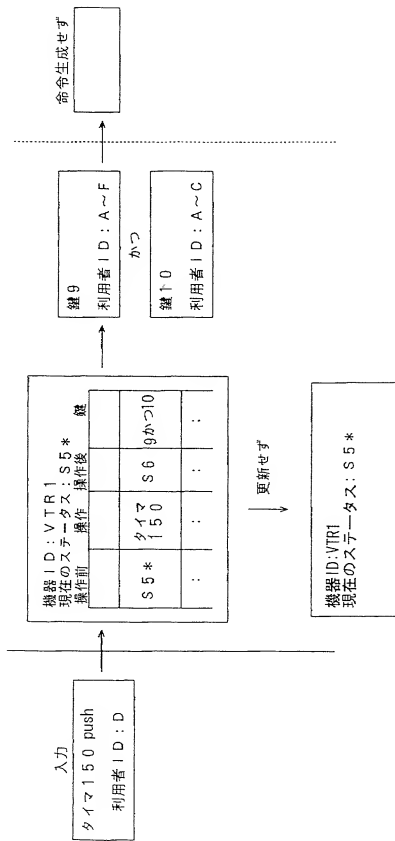 入力
タイマ150 push
利用者ID:D
機器ID:VTR1
現在のステータス:S5*
操作前 操作 操作後 鍵
S5* タイマ150 S6 9かつ10
: : : :
鍵9
利用者ID:A~F
かつ
鍵10
利用者ID:A~C
命令生成せず
更新せず
機器ID:VTR1
現在のステータス:S5*